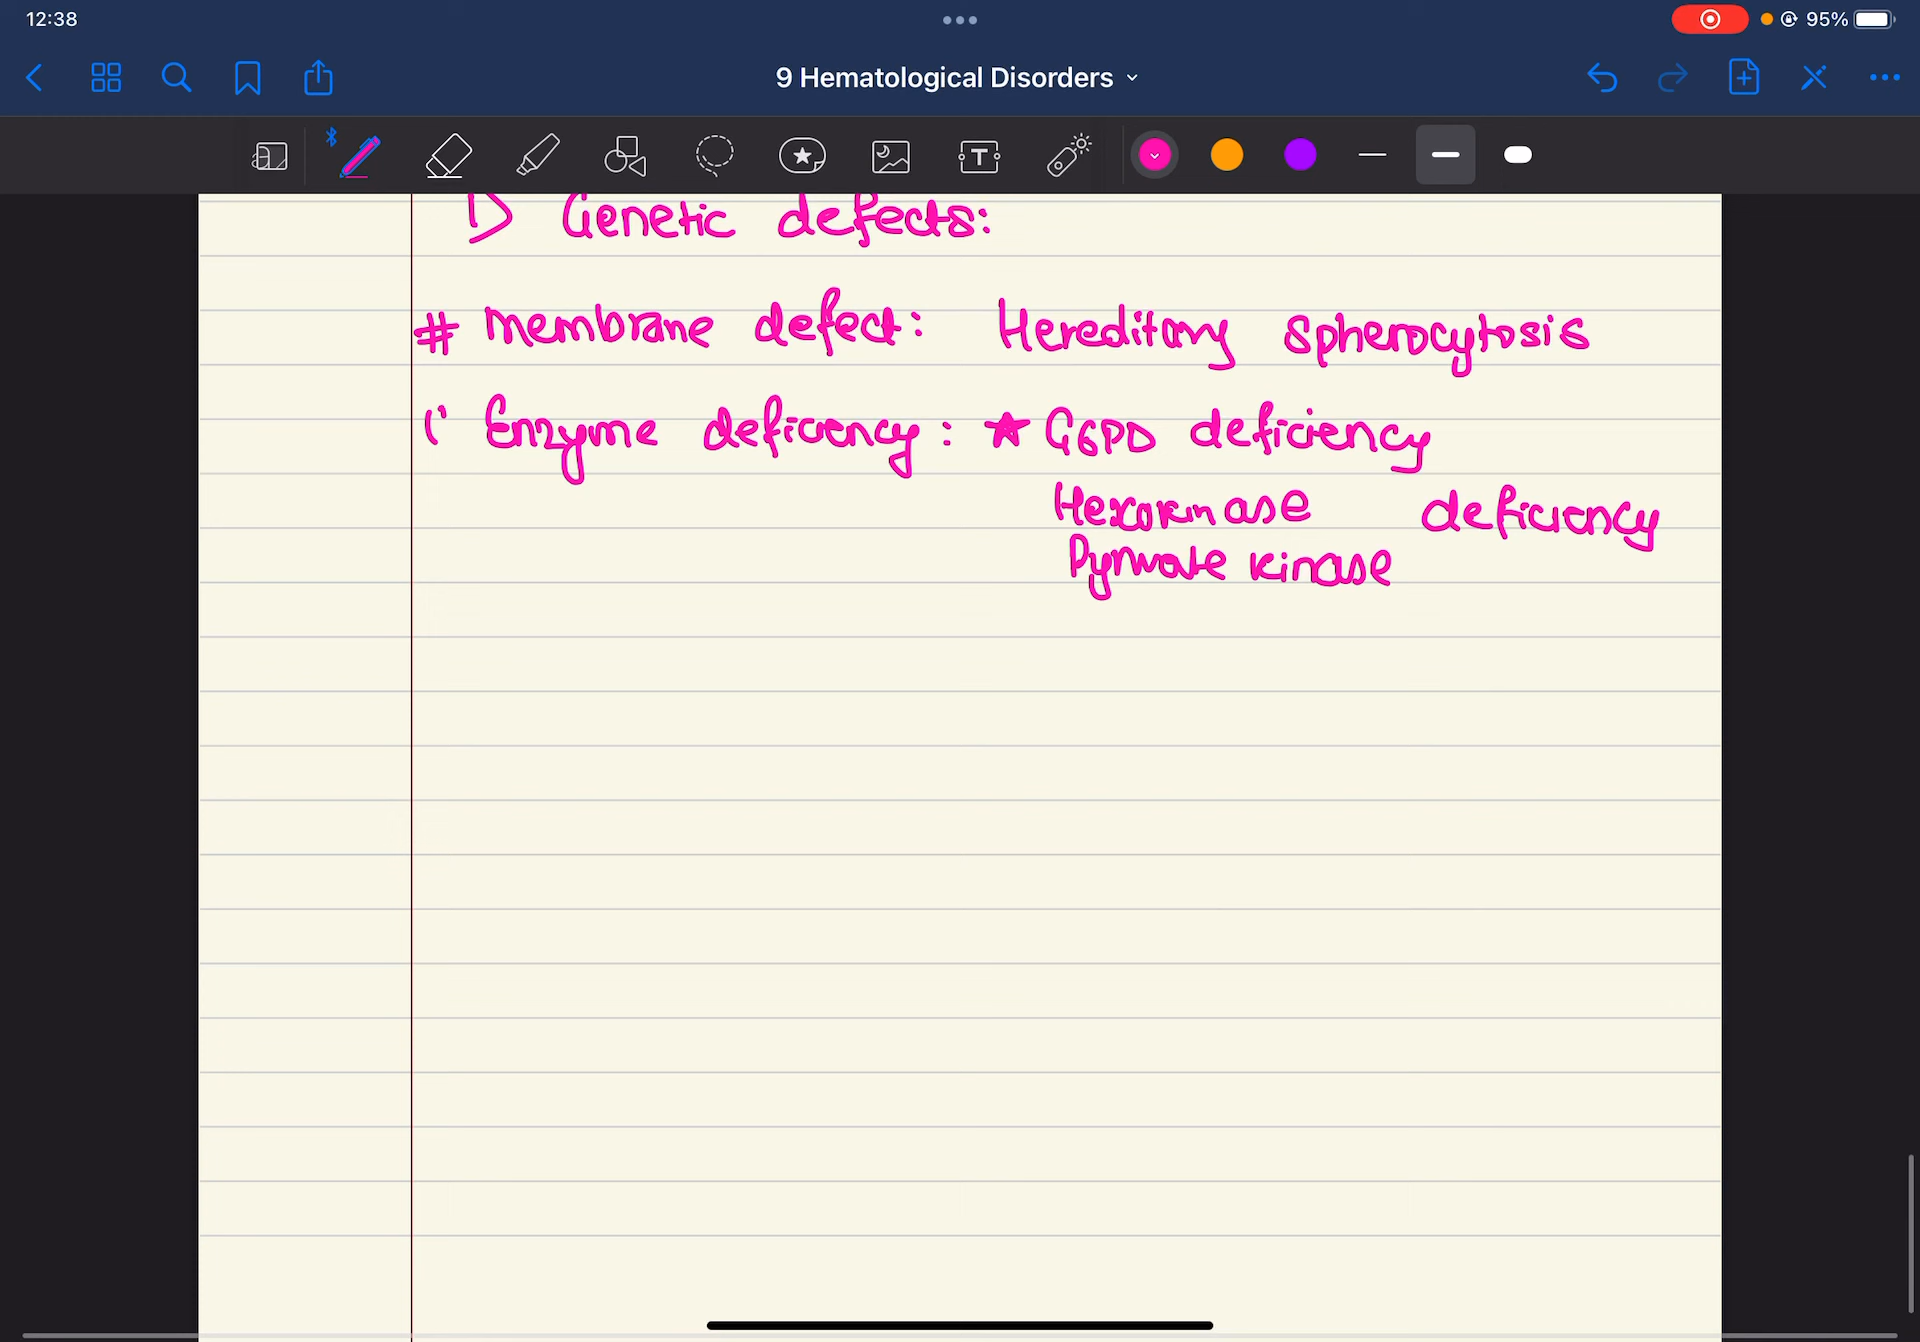 12:38
95%
9 Hematological Disorders
T
1) Genetic defects:
# Membrane defect: Hereditary Spherocytosis
Enzyme deficiency: ★ G6PD deficiency
Hexokinase deficiency
Pyruvate kinase